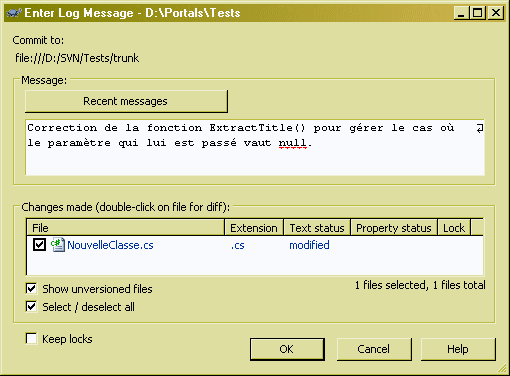 Enter Log Message - D:\Portals\Tests
Commit to:
file:///D:/SVN/Tests/trunk
Message:
Recent messages
Correction de la fonction ExtractTitle() pour gérer le cas où
le paramètre qui lui est passé vaut null.
Changes made (double-click on file for diff):
File Extension Text status Property status Lock
NouvelleClasse.cs .cs modified
Show unversioned files 1 files selected, 1 files total
Select / deselect all
Keep locks
OK Cancel Help